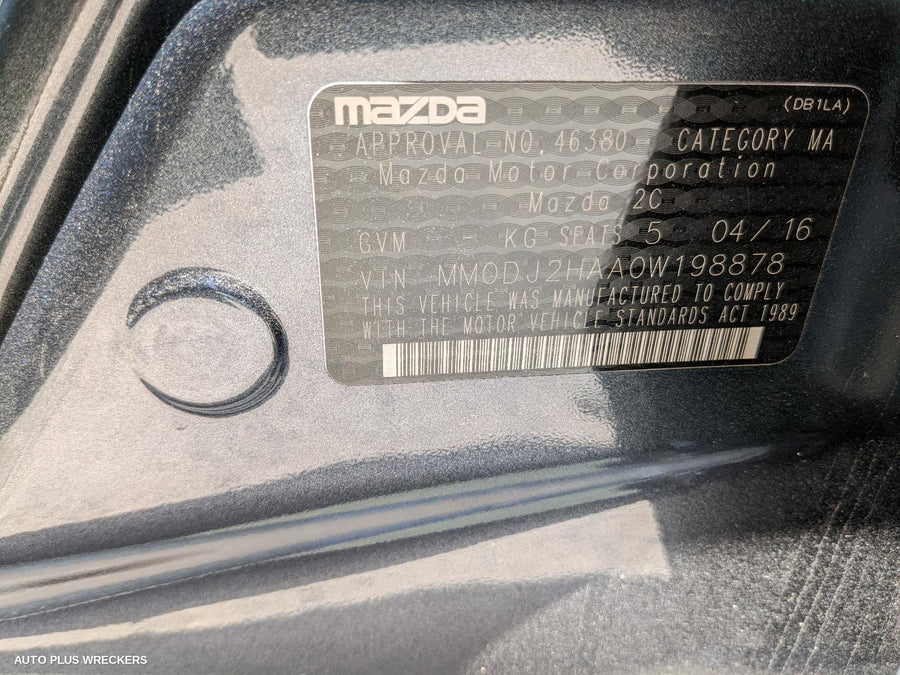 mazda (DB1LA)
APPROVAL NO. 46380 CATEGORY MA
Mazda Motor Corporation
Mazda 2C
GVM KG SEATS 5 04/16
VIN MM0DJ2HAA0W198878
THIS VEHICLE WAS MANUFACTURED TO COMPLY
WITH THE MOTOR VEHICLE STANDARDS ACT 1989
AUTO PLUS WRECKERS